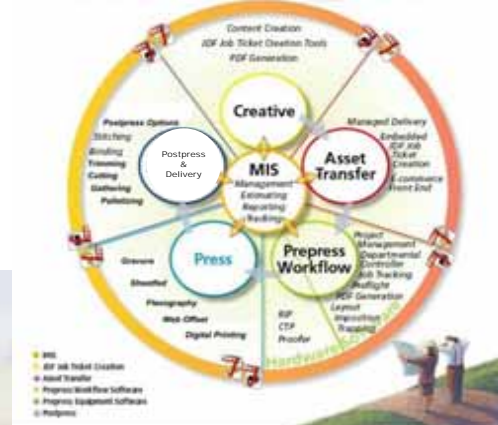 Content Creation
JDF Job Ticket Creation Tools
PDF Generation
Creative
Managed Delivery
Embedded
JDF Job
Ticket
Creation
E-commerce
Front End
Asset
Transfer
Postpress Options
Stitching
Binding
Trimming
Cutting
Gathering
Palletizing
Postpress
&
Delivery
MIS
Management
Estimating
Reporting
Tracking
Press
Prepress
Workflow
Project
Management
Departmental
Controller
Job Tracking
Preflight
PDF Generation
Layout
Imposition
Trapping
Gravure
Sheetfed
Flexography
Web Offset
Digital Printing
RIP
CTP
Proofer
Hardware
Software
MIS
JDF Job Ticket Creation
Asset Transfer
Prepress Workflow Software
Prepress Equipment Software
Postpress